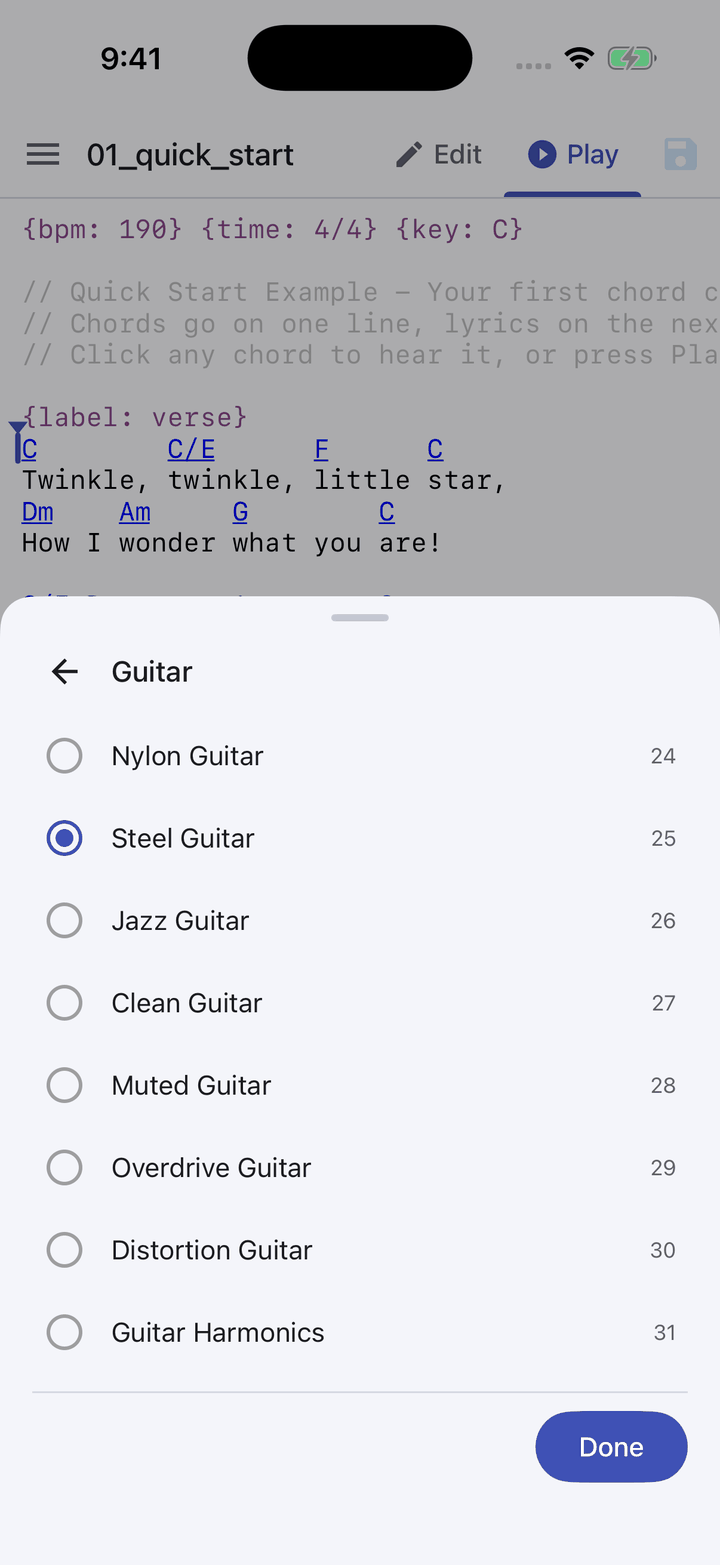 9:41
01_quick_start Edit Play
{bpm: 190} {time: 4/4} {key: C}
// Quick Start Example — Your first chord c
// Chords go on one line, lyrics on the nex
// Click any chord to hear it, or press Pla
{label: verse}
C C/E F C
Twinkle, twinkle, little star,
Dm Am G C
How I wonder what you are!
Guitar
Nylon Guitar 24
Steel Guitar 25
Jazz Guitar 26
Clean Guitar 27
Muted Guitar 28
Overdrive Guitar 29
Distortion Guitar 30
Guitar Harmonics 31
Done